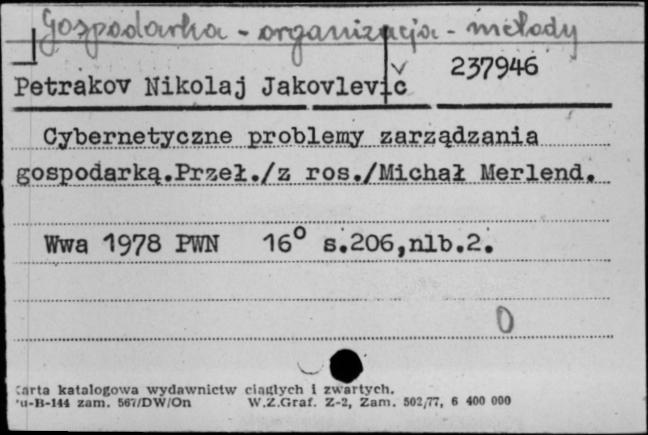 Gospodarka - organizacja - metody
237946
Petrakov Nikolaj Jakovlevič
Cybernetyczne problemy zarządzania
gospodarką.Przeł./z ros./Michał Merlend.
Wwa 1978 PWN 16° s.206,nlb.2.
0
Karta katalogowa wydawnictw ciągłych i zwartych.
Pu-B-144 zam. 567/DW/On W.Z.Graf. Z-2, Zam. 502/77, 6 400 000